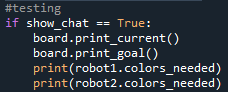 #testing
if show_chat == True:
    board.print_current()
    board.print_goal()
    print(robot1.colors_needed)
    print(robot2.colors_needed)